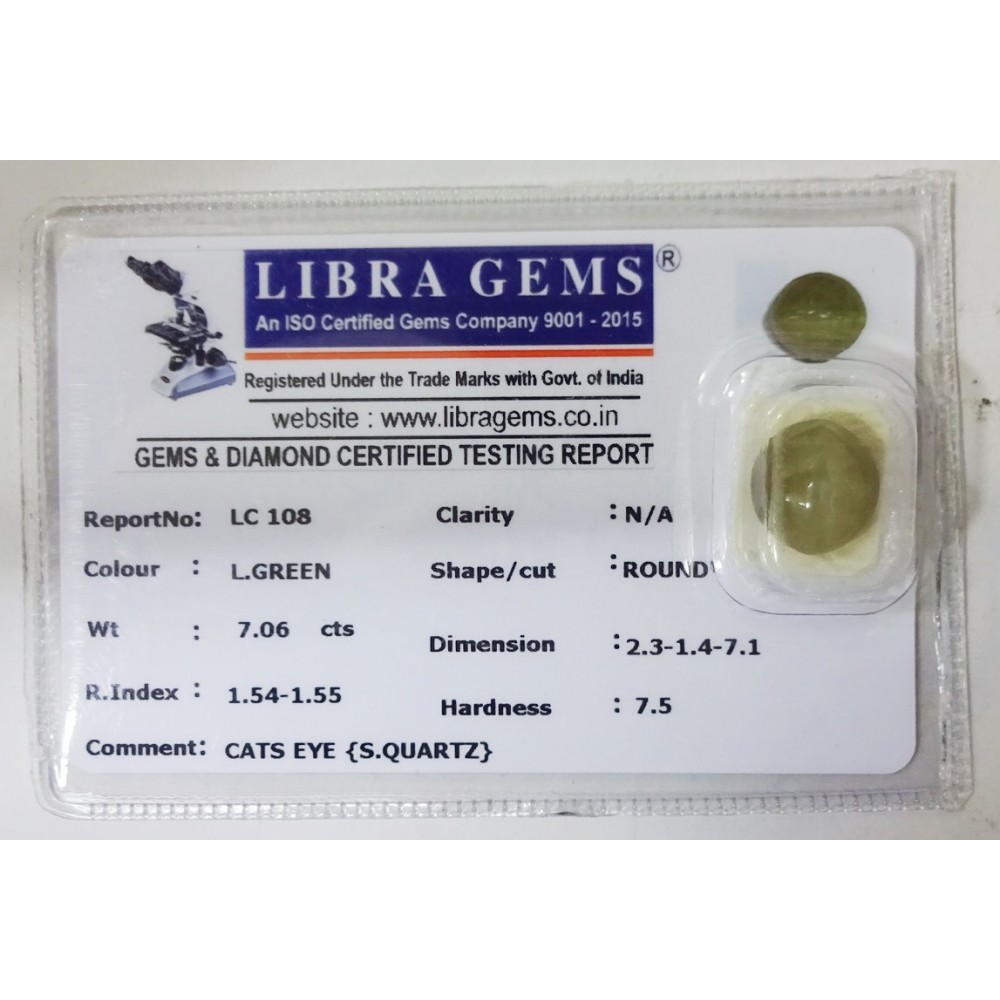 LIBRA GEMS ®
An ISO Certified Gems Company 9001 - 2015
Registered Under the Trade Marks with Govt. of India
website : www.libragems.co.in
GEMS & DIAMOND CERTIFIED TESTING REPORT
ReportNo: LC 108 Clarity : N/A
Colour : L.GREEN Shape/cut : ROUND
Wt : 7.06 cts Dimension : 2.3-1.4-7.1
R.Index : 1.54-1.55 Hardness : 7.5
Comment: CATS EYE {S.QUARTZ}